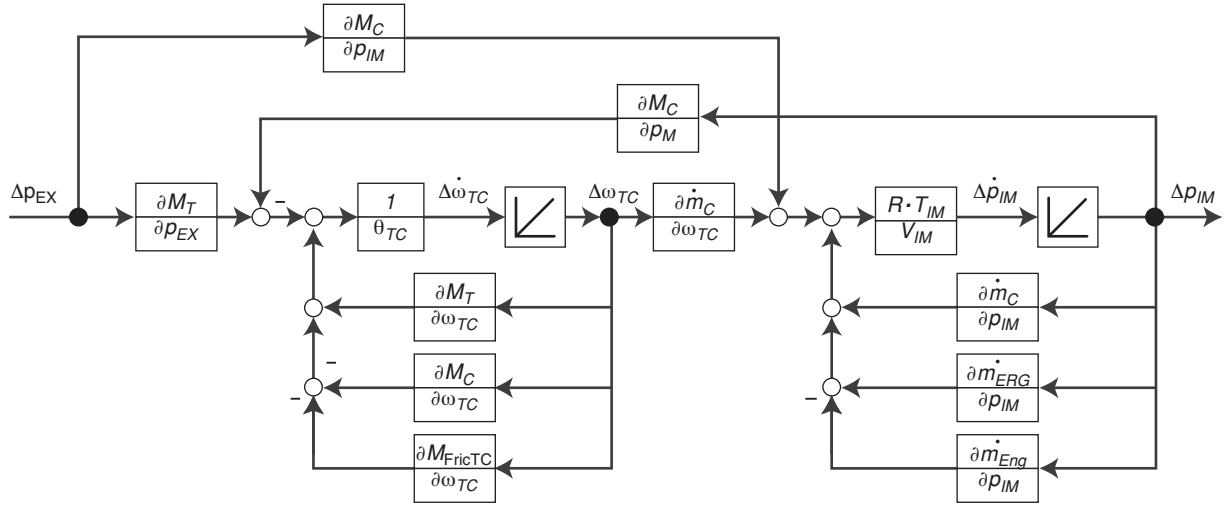 ∂M_C
∂p_IM
∂M_C
∂p_M
Δp_EX
∂M_T
∂p_EX
–
1
θ_TC
Δω̇_TC
Δω_TC
∂ṁ_C
∂ω_TC
R · T_IM
V_IM
Δṗ_IM
Δp_IM
∂M_T
∂ω_TC
∂ṁ_C
∂p_IM
–
∂M_C
∂ω_TC
–
∂ṁ_ERG
∂p_IM
–
∂M_FricTC
∂ω_TC
∂ṁ_Eng
∂p_IM